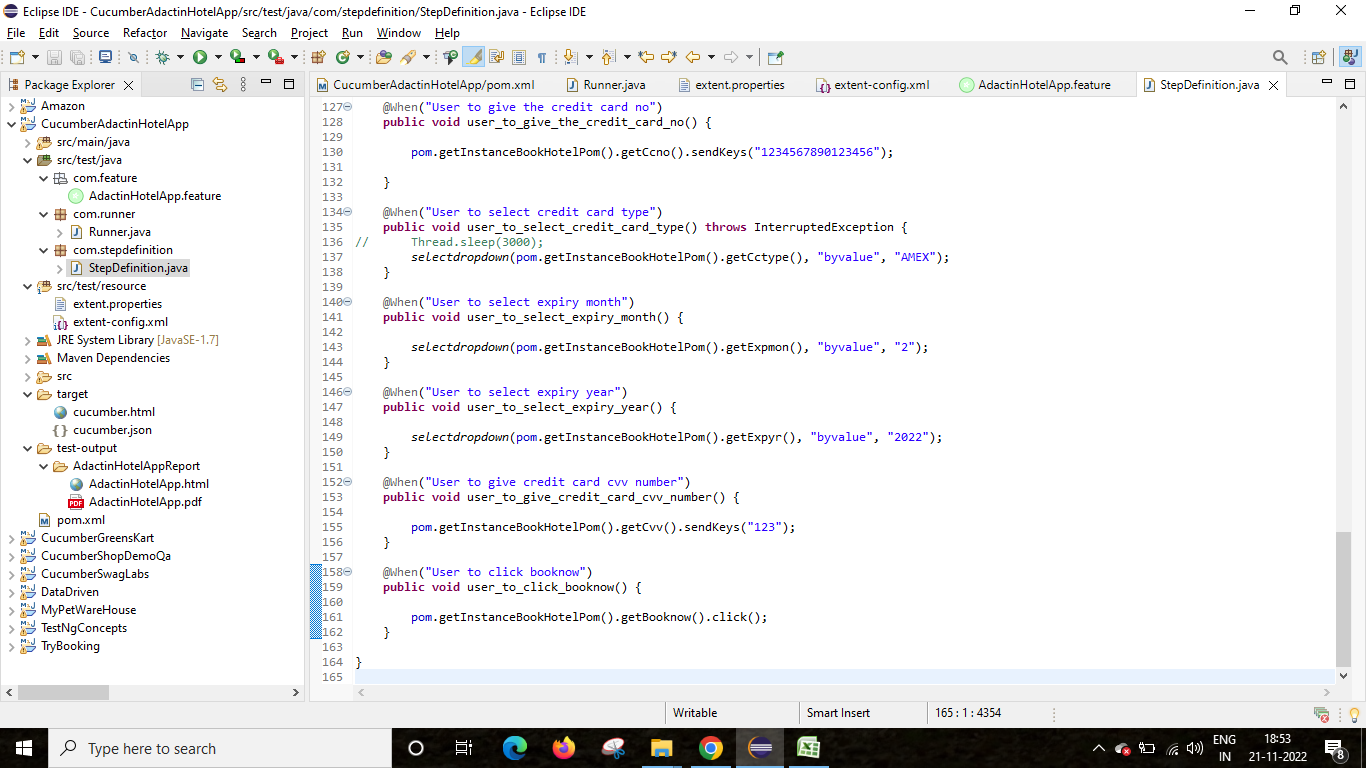 Eclipse IDE - CucumberAdactinHotelApp/src/test/java/com/stepdefinition/StepDefinition.java - Eclipse IDE
File Edit Source Refactor Navigate Search Project Run Window Help
Package Explorer
CucumberAdactinHotelApp/pom.xml Runner.java extent.properties extent-config.xml AdactinHotelApp.feature StepDefinition.java
Amazon
CucumberAdactinHotelApp
src/main/java
src/test/java
com.feature
AdactinHotelApp.feature
com.runner
Runner.java
com.stepdefinition
StepDefinition.java
src/test/resource
extent.properties
extent-config.xml
JRE System Library [JavaSE-1.7]
Maven Dependencies
src
target
cucumber.html
cucumber.json
test-output
AdactinHotelAppReport
AdactinHotelApp.html
AdactinHotelApp.pdf
pom.xml
CucumberGreensKart
CucumberShopDemoQa
CucumberSwagLabs
DataDriven
MyPetWareHouse
TestNgConcepts
TryBooking
127 @When("User to give the credit card no")
128 public void user_to_give_the_credit_card_no() {
129
130 pom.getInstanceBookHotelPom().getCcno().sendKeys("1234567890123456");
131
132 }
133
134 @When("User to select credit card type")
135 public void user_to_select_credit_card_type() throws InterruptedException {
136 // Thread.sleep(3000);
137 selectdropdown(pom.getInstanceBookHotelPom().getCctype(), "byvalue", "AMEX");
138 }
139
140 @When("User to select expiry month")
141 public void user_to_select_expiry_month() {
142
143 selectdropdown(pom.getInstanceBookHotelPom().getExpmon(), "byvalue", "2");
144 }
145
146 @When("User to select expiry year")
147 public void user_to_select_expiry_year() {
148
149 selectdropdown(pom.getInstanceBookHotelPom().getExpyr(), "byvalue", "2022");
150 }
151
152 @When("User to give credit card cvv number")
153 public void user_to_give_credit_card_cvv_number() {
154
155 pom.getInstanceBookHotelPom().getCvv().sendKeys("123");
156 }
157
158 @When("User to click booknow")
159 public void user_to_click_booknow() {
160
161 pom.getInstanceBookHotelPom().getBooknow().click();
162 }
163
164 }
165
Writable Smart Insert 165 : 1 : 4354
Type here to search
ENG
IN
18:53
21-11-2022
8